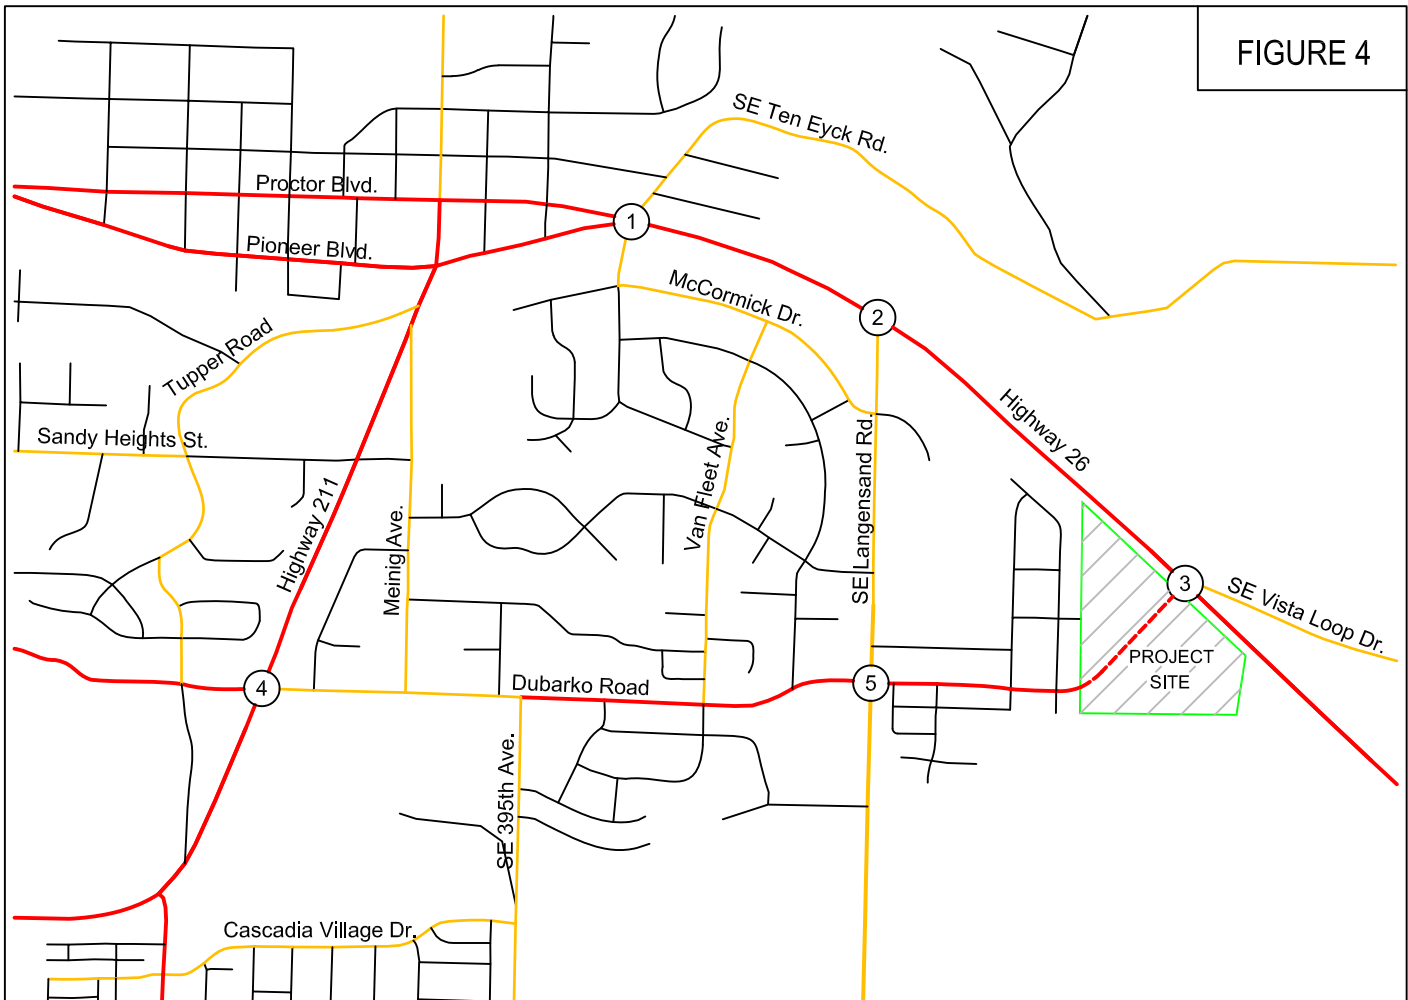 FIGURE 4
SE Ten Eyck Rd.
Proctor Blvd.
1
Pioneer Blvd.
McCormick Dr.
2
Tupper Road
Highway 26
Sandy Heights St.
Van Fleet Ave.
SE Langensand Rd.
Highway 211
Meinig Ave.
3
SE Vista Loop Dr.
PROJECT
SITE
4
Dubarko Road
5
SE 395th Ave.
Cascadia Village Dr.